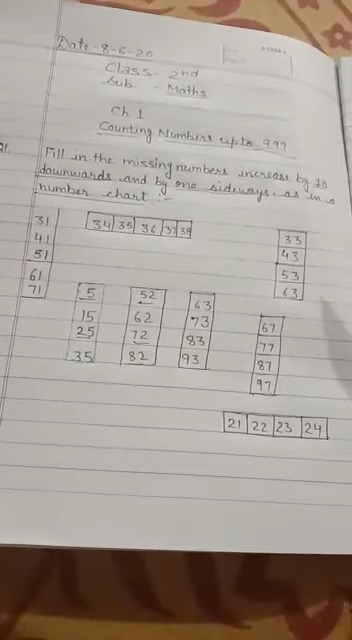 Date-8-6-20
Class- 2nd
Sub - Maths
Ch 1
Counting Numbers upto 999
Q1. Fill in the missing numbers increase by 10
downwards and by one sideways, as in a
number chart :-
31
41
51
61
71
34 35 36 37 38
33
43
53
63
5
15
25
35
52
62
72
82
63
73
83
93
67
77
87
97
21 22 23 24